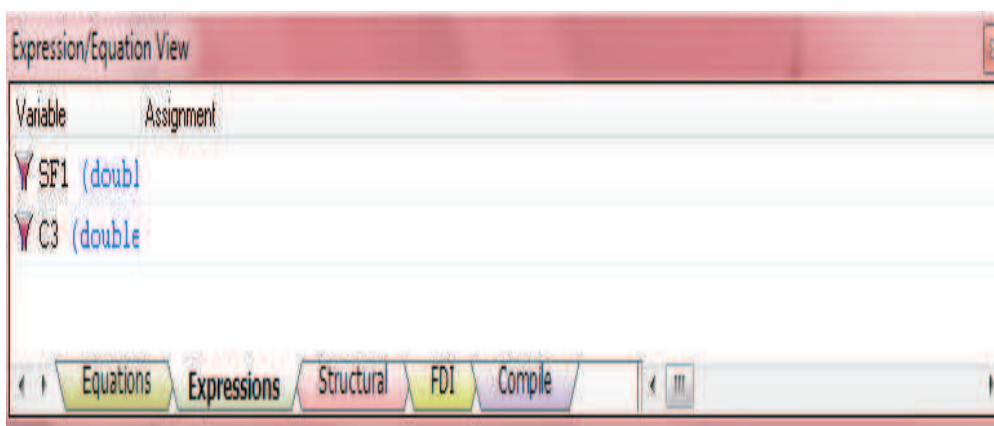 Expression/Equation View
Variable Assignment
SF1 (doubl
C3 (double
Equations Expressions Structural FDI Compile